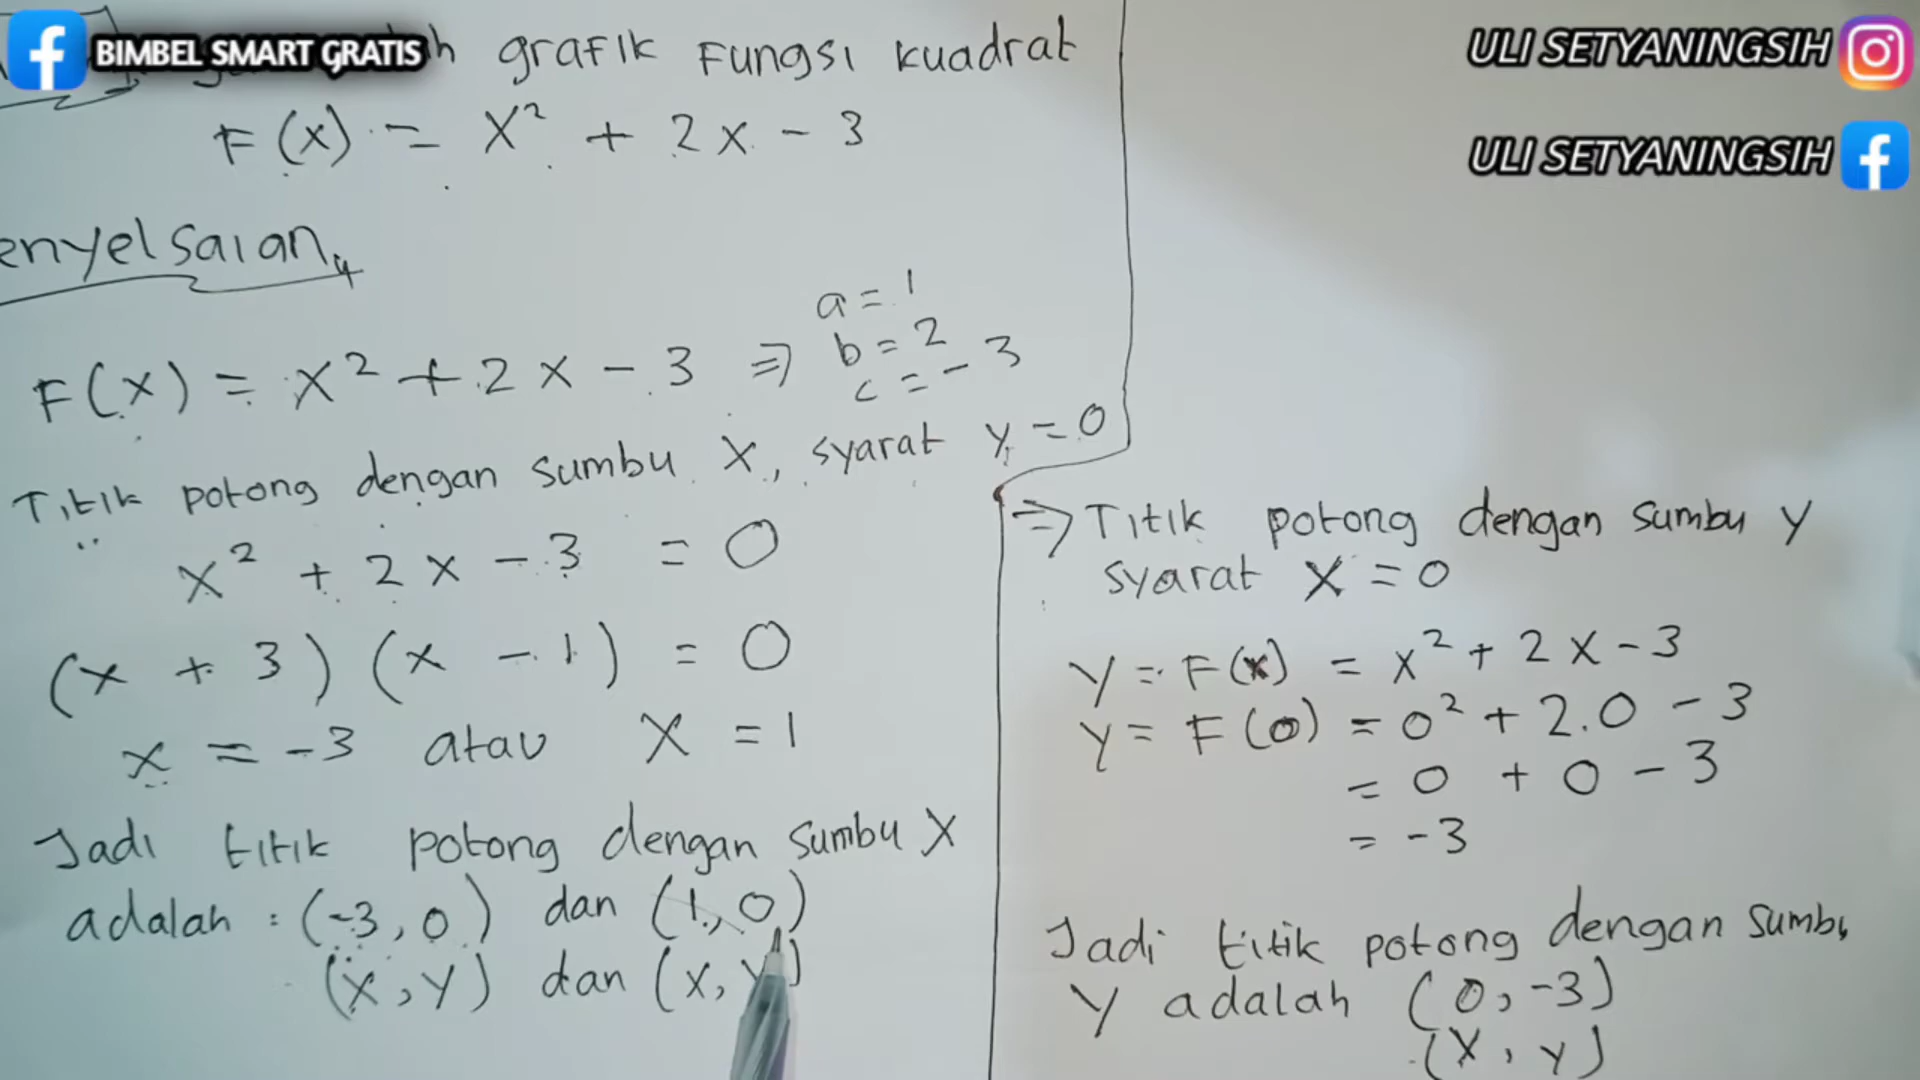 BIMBEL SMART GRATIS
ULI SETYANINGSIH
ULI SETYANINGSIH
grafik Fungsi kuadrat
F(x) = x² + 2x - 3
enyelsaian
F(x) = x² + 2x - 3 ⇒ a = 1
b = 2
c = -3
Titik potong dengan sumbu X, syarat y = 0
x² + 2x - 3 = 0
(x + 3) (x - 1) = 0
x = -3 atau x = 1
Jadi titik potong dengan sumbu X
adalah : (-3, 0) dan (1, 0)
(x, y) dan (x, y)
⇒ Titik potong dengan sumbu y
syarat x = 0
y = F(x) = x² + 2x - 3
y = F(0) = 0² + 2.0 - 3
= 0 + 0 - 3
= -3
Jadi titik potong dengan sumbu
y adalah (0, -3)
(x, y)